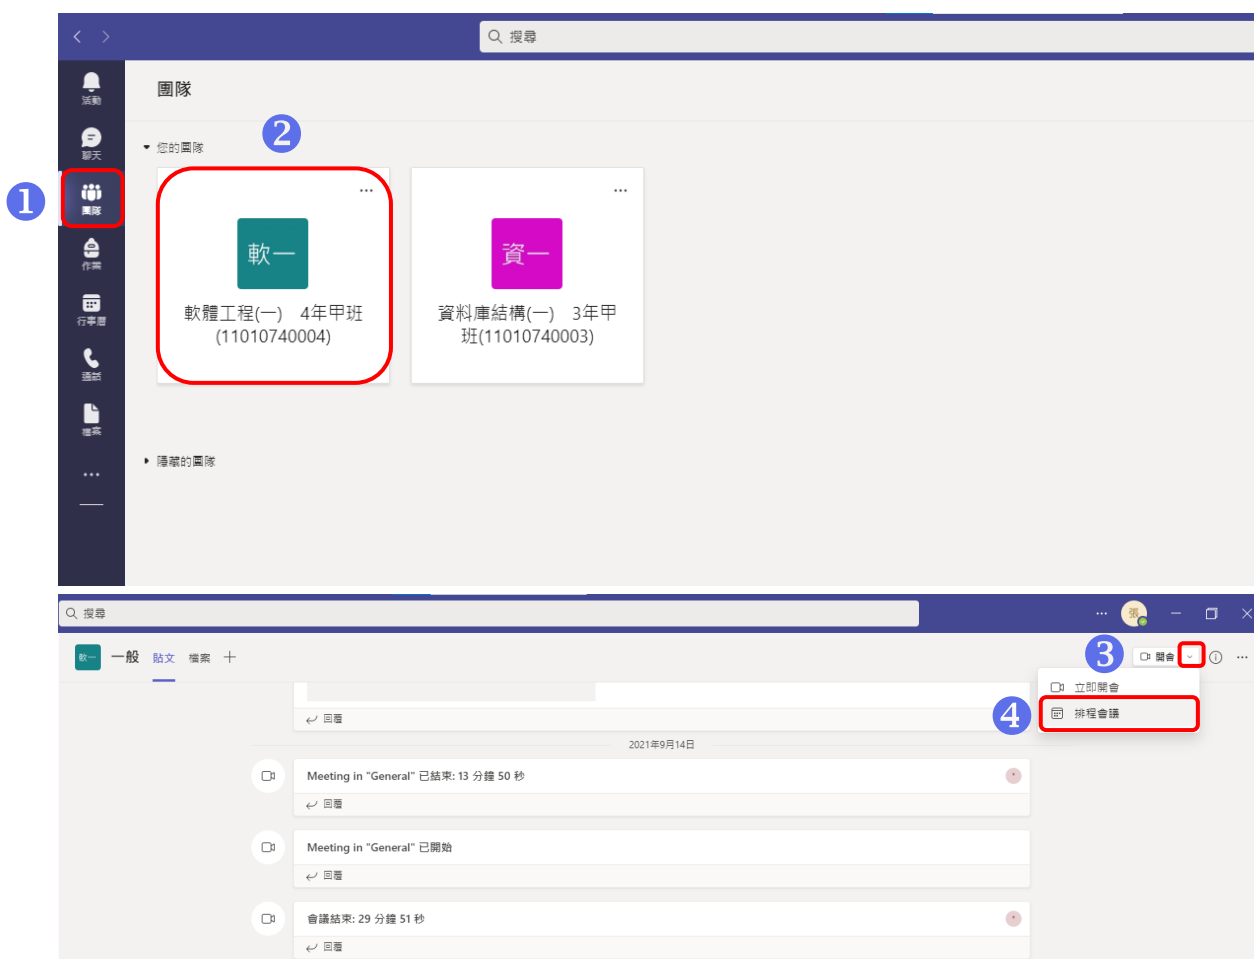 搜尋
活動
團隊
聊天
2
您的團隊
1
團隊
軟一
資一
作業
軟體工程(一) 4年甲班
(11010740004)
資料庫結構(一) 3年甲
班(11010740003)
行事曆
通話
檔案
隱藏的團隊
搜尋
張
軟一
一般 貼文 檔案
3
開會
立即開會
4
排程會議
回覆
2021年9月14日
Meeting in "General" 已結束: 13 分鐘 50 秒
回覆
Meeting in "General" 已開始
回覆
會議結束: 29 分鐘 51 秒
回覆